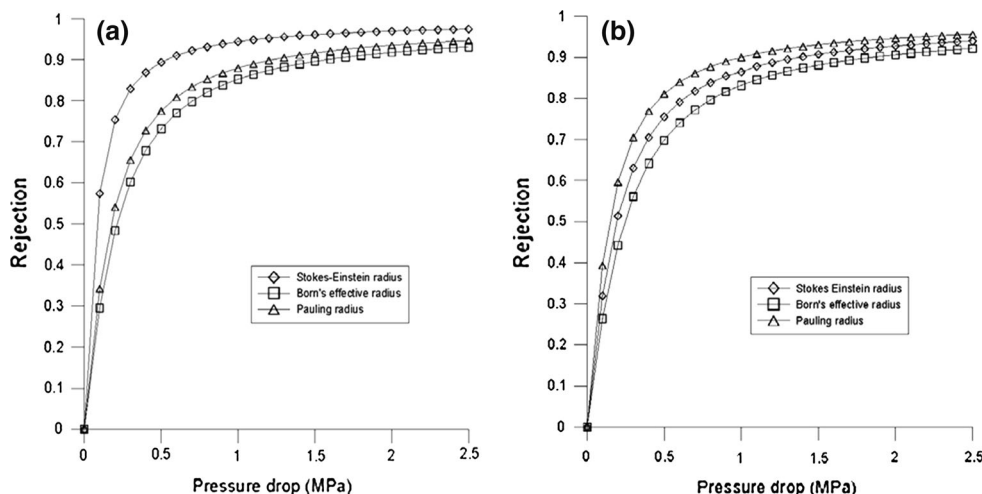 (a)
1
0.9
0.8
0.7
0.6
0.5
0.4
0.3
0.2
0.1
0
Rejection
Stokes-Einstein radius
Born's effective radius
Pauling radius
0 0.5 1 1.5 2 2.5
Pressure drop (MPa)
(b)
1
0.9
0.8
0.7
0.6
0.5
0.4
0.3
0.2
0.1
0
Rejection
Stokes Einstein radius
Born's effective radius
Pauling radius
0 0.5 1 1.5 2 2.5
Pressure drop (MPa)